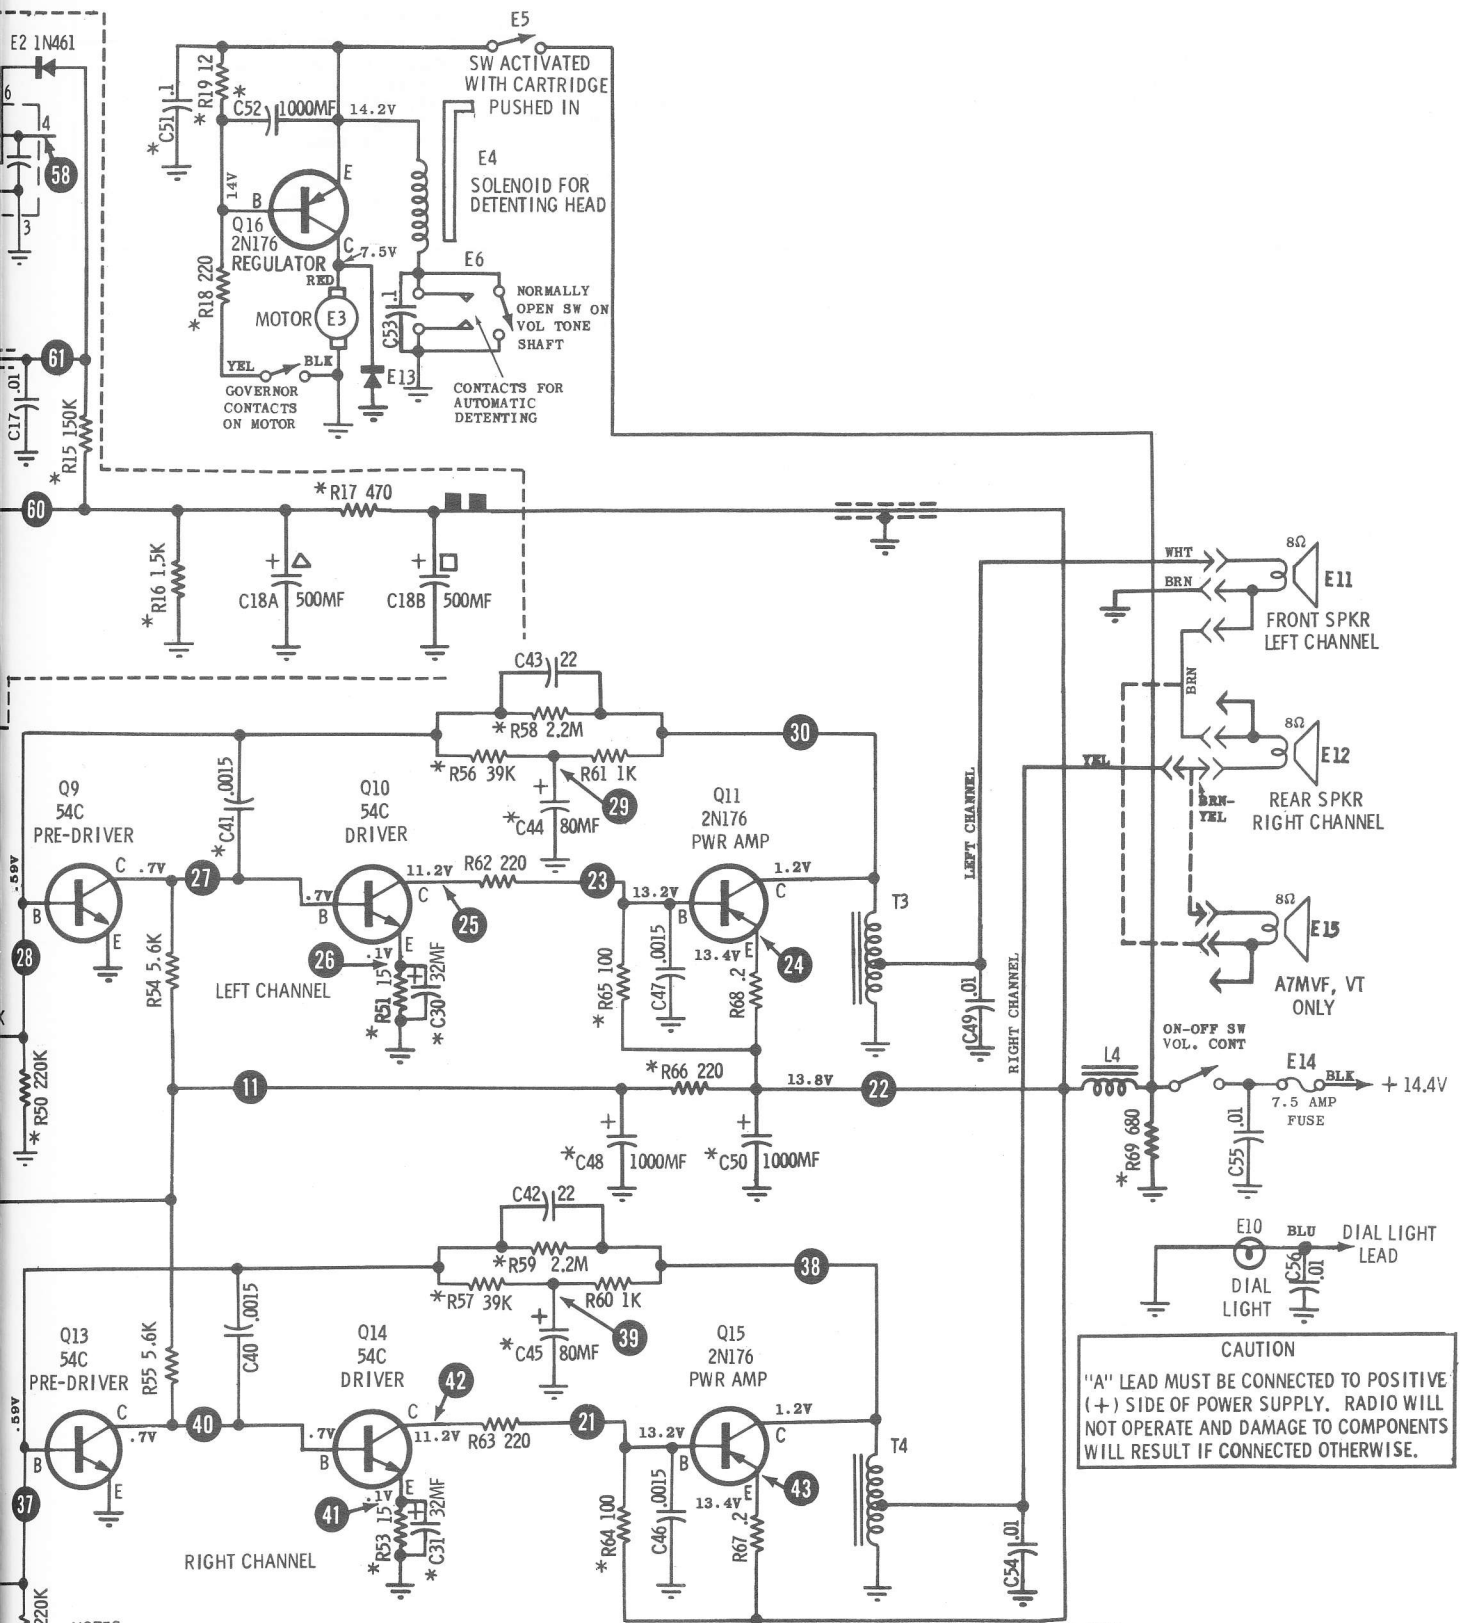 E2 1N461
6
4
58
3
61
C17 .01
*R15 150K
60
E5
SW ACTIVATED
WITH CARTRIDGE
PUSHED IN
*C51 .1
*R19 12
*C52 1000MF
14.2V
E4
SOLENOID FOR
DETENTING HEAD
14V
B
E
C
Q16
2N176
REGULATOR
7.5V
RED
*R18 220
MOTOR
E3
YEL
BLK
GOVERNOR
CONTACTS
ON MOTOR
E13
C53 .1
E6
NORMALLY
OPEN SW ON
VOL TONE
SHAFT
CONTACTS FOR
AUTOMATIC
DETENTING
*R17 470
*R16 1.5K
+
C18A 500MF
+
C18B 500MF
WHT
BRN
8Ω
E11
FRONT SPKR
LEFT CHANNEL
BRN
8Ω
E12
YEL
BRN-
YEL
REAR SPKR
RIGHT CHANNEL
8Ω
E15
A7MVF, VT
ONLY
C43 22
*R58 2.2M
*R56 39K
R61 1K
30
29
+
*C44 80MF
*C41 .0015
Q9
54C
PRE-DRIVER
Q10
54C
DRIVER
Q11
2N176
PWR AMP
.59V
B
C .7V
E
27
.7V
B
11.2V
C
R62 220
23
25
13.2V
B
1.2V
C
T3
LEFT CHANNEL
28
R54 5.6K
26
.1V
E
LEFT CHANNEL
*R51 15
+
*C30 32MF
*R65 100
C47 .0015
13.4V
E
24
R68 .2
C49 .01
RIGHT CHANNEL
K
*R50 220K
11
*R66 220
13.8V
22
+
*C48 1000MF
+
*C50 1000MF
L4
ON-OFF SW
VOL. CONT
E14
BLK
+ 14.4V
7.5 AMP
FUSE
*R69 680
C55 .01
C42 22
*R59 2.2M
*R57 39K
R60 1K
38
39
+
*C45 80MF
E10
BLU
DIAL LIGHT
LEAD
DIAL
LIGHT
C56 .01
R55 5.6K
C40 .0015
Q13
54C
PRE-DRIVER
Q14
54C
DRIVER
Q15
2N176
PWR AMP
.59V
B
C
.7V
E
40
.7V
B
C
11.2V
42
R63 220
21
13.2V
B
1.2V
C
T4
37
41
.1V
E
*R53 15
+
*C31 32MF
RIGHT CHANNEL
*R64 100
C46 .0015
13.4V
E
43
R67 .2
C54 .01
220K
CAUTION
"A" LEAD MUST BE CONNECTED TO POSITIVE
(+) SIDE OF POWER SUPPLY. RADIO WILL
NOT OPERATE AND DAMAGE TO COMPONENTS
WILL RESULT IF CONNECTED OTHERWISE.